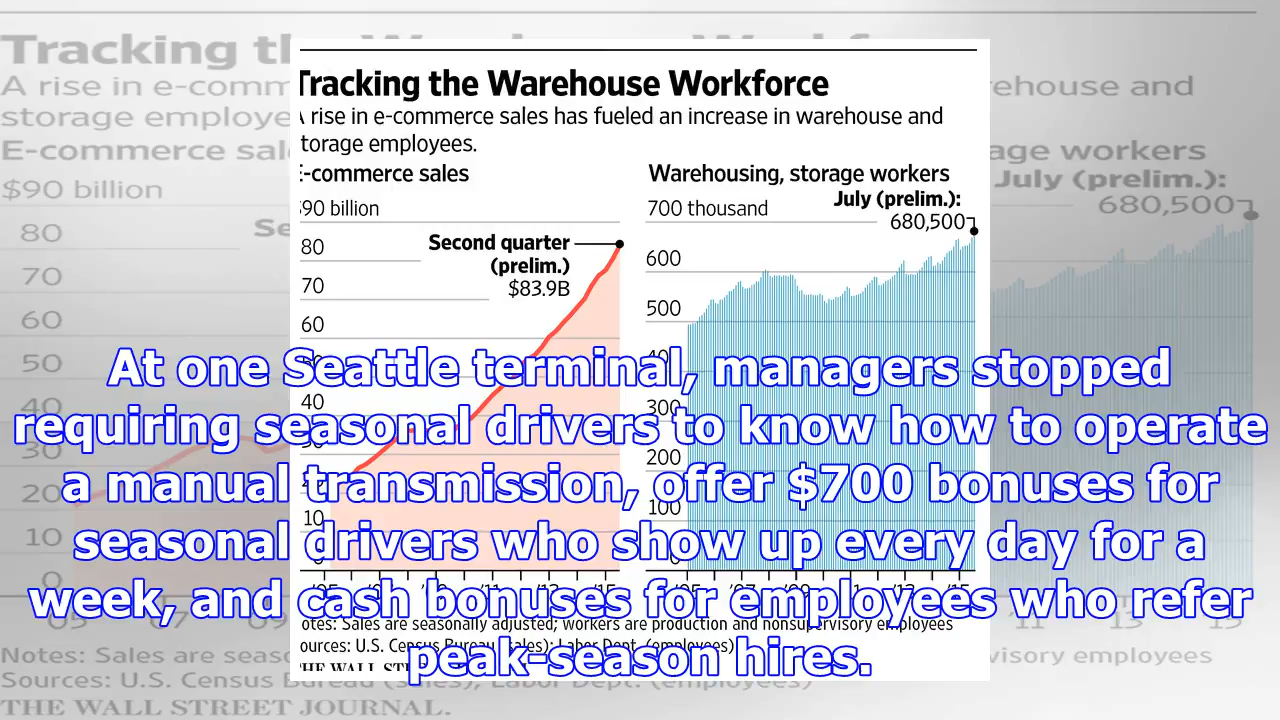 Tracking the Warehouse Workforce
A rise in e-commerce sales has fueled an increase in warehouse and
storage employees.
E-commerce sales
$90 billion
80
70
60
40
10
Second quarter
(prelim.)
$83.9B
Warehousing, storage workers
700 thousand
July (prelim.):
680,500
600
500
300
200
100
At one Seattle terminal, managers stopped
requiring seasonal drivers to know how to operate
a manual transmission, offer $700 bonuses for
seasonal drivers who show up every day for a
week, and cash bonuses for employees who refer
peak-season hires.
Notes: Sales are seasonally adjusted; workers are production and nonsupervisory employees
Sources: U.S. Census Bureau (sales); Labor Dept. (employees)
THE WALL STREET JOURNAL.